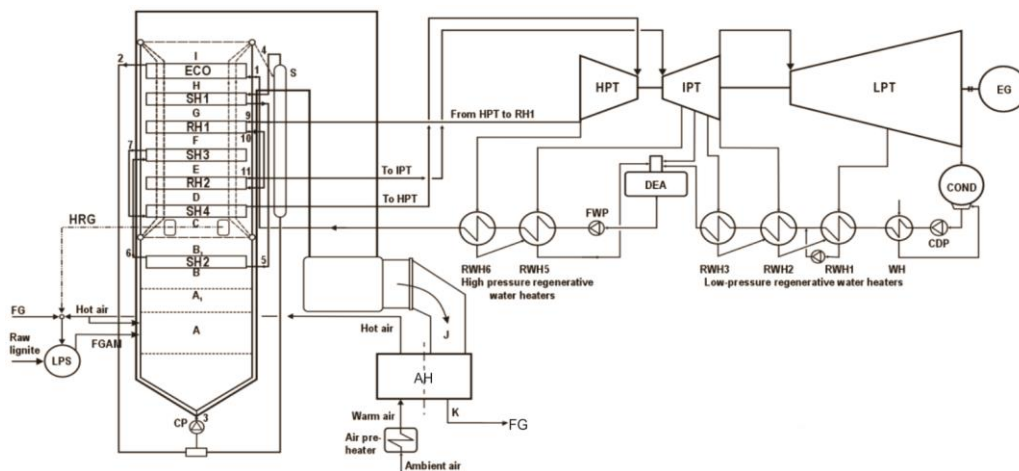 I
2
4
ECO
1
S
H
SH1
G
9
RH1
10
F
7
SH3
E
11
RH2
D
SH4
C
HRG
B₁
6
SH2
5
B
A₁
A
FG
Hot air
Raw
lignite
LPS
FGAM
3
CP
From HPT to RH1
To IPT
To HPT
HPT
IPT
LPT
EG
DEA
COND
FWP
CDP
RWH6
RWH5
High pressure regenerative
water heaters
RWH3
RWH2
RWH1
WH
Low-pressure regenerative water heaters
J
Hot air
AH
Warm air
K
FG
Air pre-
heater
Ambient air